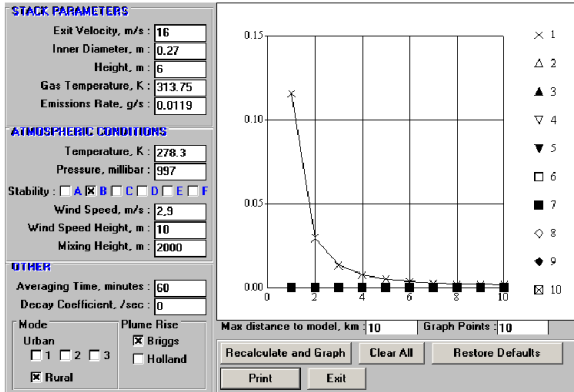 STACK PARAMETERS
Exit Velocity, m/s : 16
Inner Diameter, m : 0.27
Height, m : 6
Gas Temperature, K : 313.75
Emissions Rate, g/s : 0.0119
ATMOSPHERIC CONDITIONS
Temperature, K : 278.3
Pressure, millibar : 997
Stability : A B C D E F
Wind Speed, m/s : 2,9
Wind Speed Height, m : 10
Mixing Height, m : 2000
OTHER
Averaging Time, minutes : 60
Decay Coefficient, /sec : 0
Mode
Urban
1 2 3
Rural
Plume Rise
Briggs
Holland
0.15
0.10
0.05
0.00
0 2 4 6 8 10
1
2
3
4
5
6
7
8
9
10
Max distance to model, km : 10 Graph Points : 10
Recalculate and Graph Clear All Restore Defaults
Print Exit